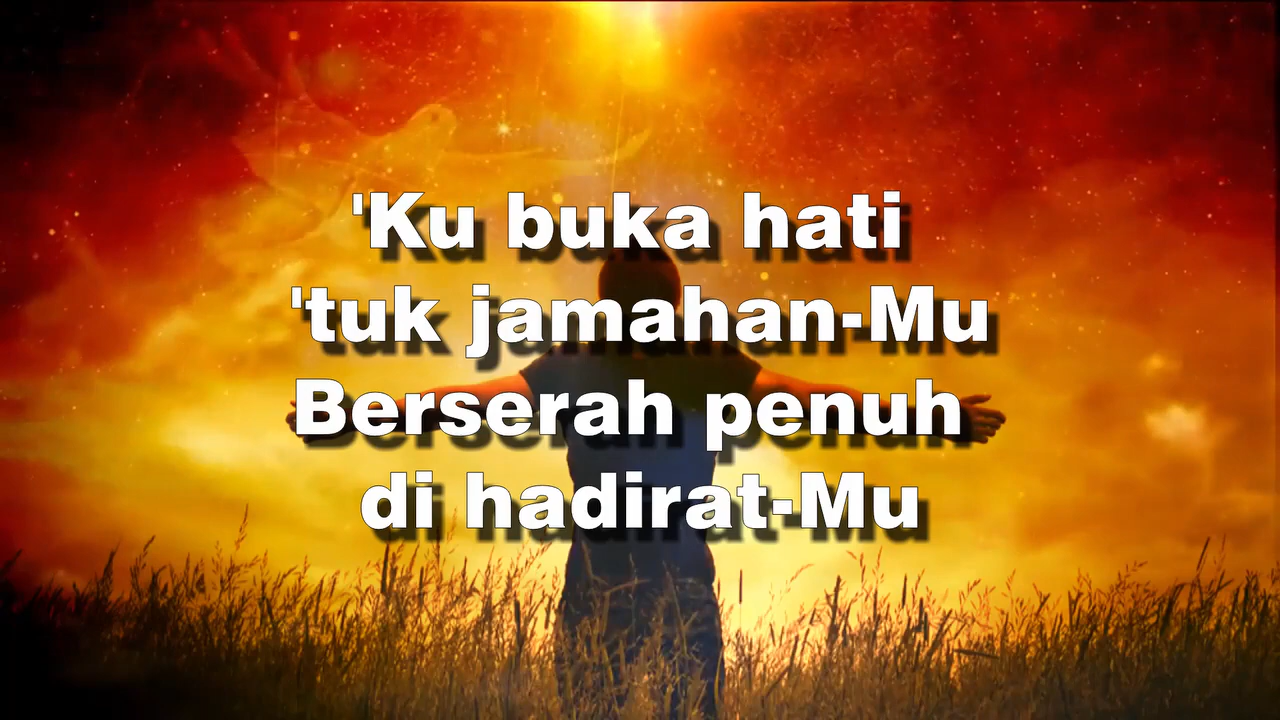 'Ku buka hati
'tuk jamahan-Mu
Berserah penuh
di hadirat-Mu